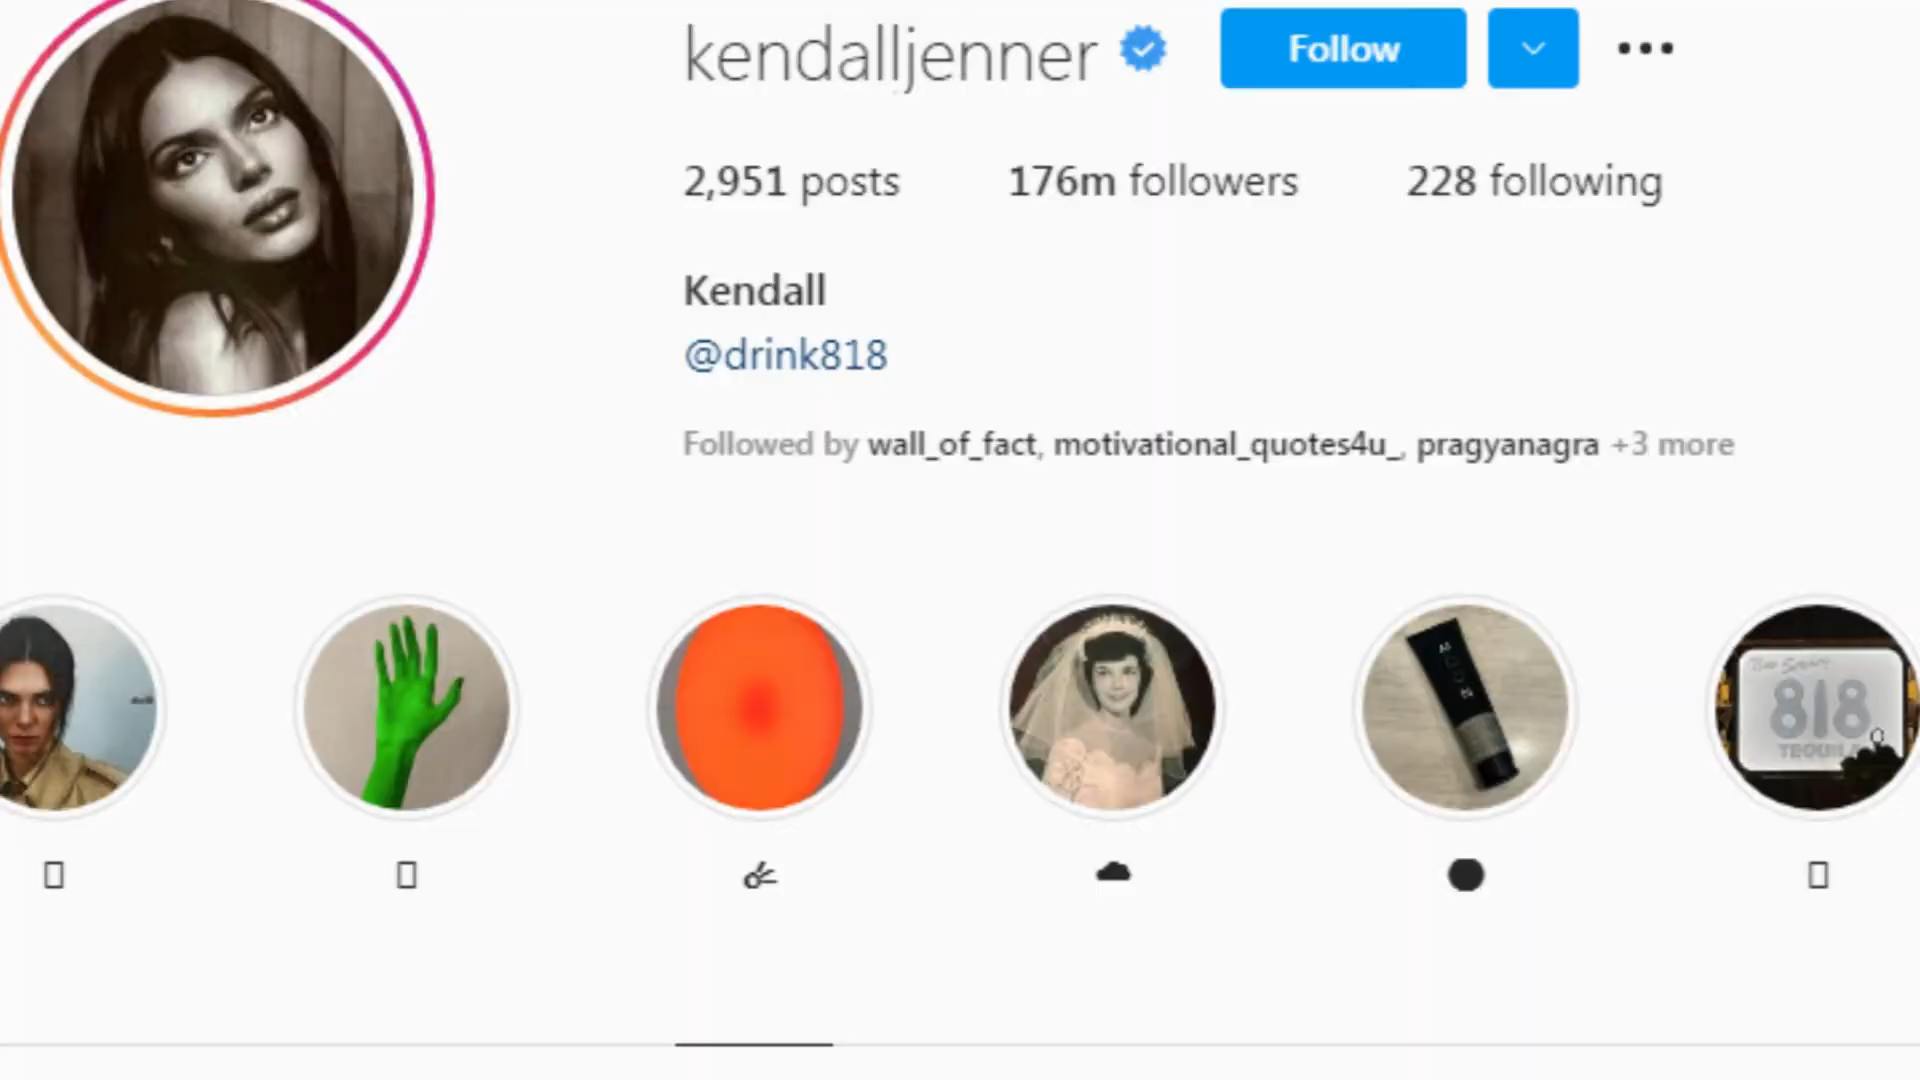 kendalljenner
Follow
2,951 posts 176m followers 228 following
Kendall
@drink818
Followed by wall_of_fact, motivational_quotes4u_, pragyanagra +3 more
818
TEQUILA